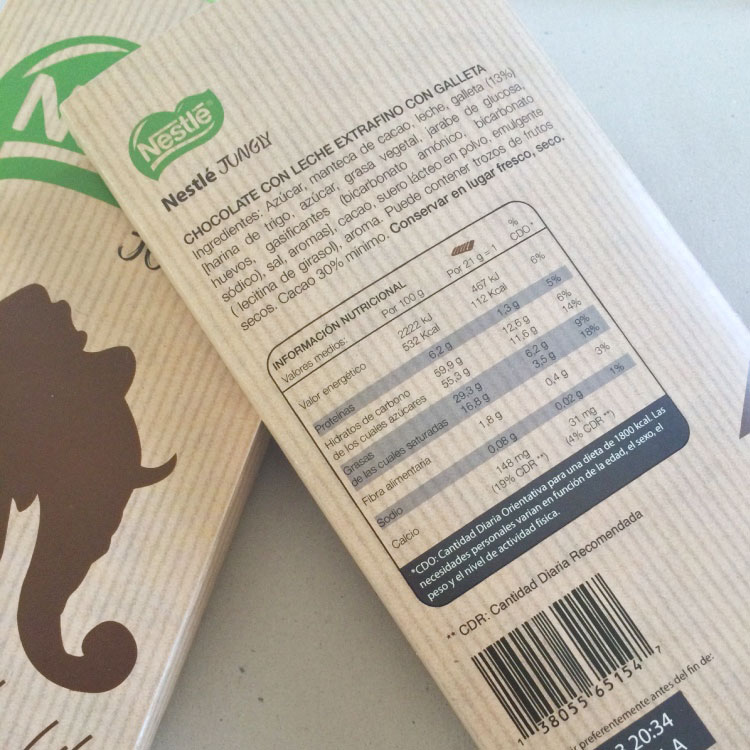 Nestlé
Nestlé JUNGLY
CHOCOLATE CON LECHE EXTRAFINO CON GALLETA
Ingredientes: Azúcar, manteca de cacao, leche, galleta (13%)
[harina de trigo, azúcar, grasa vegetal, jarabe de glucosa,
huevos, gasificantes (bicarbonato amónico, bicarbonato
sódico), sal, aromas], cacao, suero lácteo en polvo, emulgente
(lecitina de girasol), aroma. Puede contener trozos de frutos
secos. Cacao 30% mínimo. Conservar en lugar fresco, seco.
INFORMACIÓN NUTRICIONAL
Valores medios: Por 100 g Por 21 g = 1 % CDO*
Valor energético 2222 kJ 467 kJ
532 Kcal 112 Kcal 6%
Proteínas 6,2 g 1,3 g 5%
Hidratos de carbono 59,9 g 12,6 g 6%
de los cuales azúcares 55,3 g 11,6 g 14%
Grasas 29,3 g 6,2 g 9%
de las cuales saturadas 16,8 g 3,5 g 18%
Fibra alimentaria 1,8 g 0,4 g 3%
Sodio 0,08 g 0,02 g 1%
Calcio 148 mg 31 mg
(19% CDR**) (4% CDR**)
*CDO: Cantidad Diaria Orientativa para una dieta de 1800 kcal. Las
necesidades personales varían en función de la edad, el sexo, el
peso y el nivel de actividad física.
** CDR: Cantidad Diaria Recomendada
138055 65154 7
preferentemente antes del fin de:
20:34
A